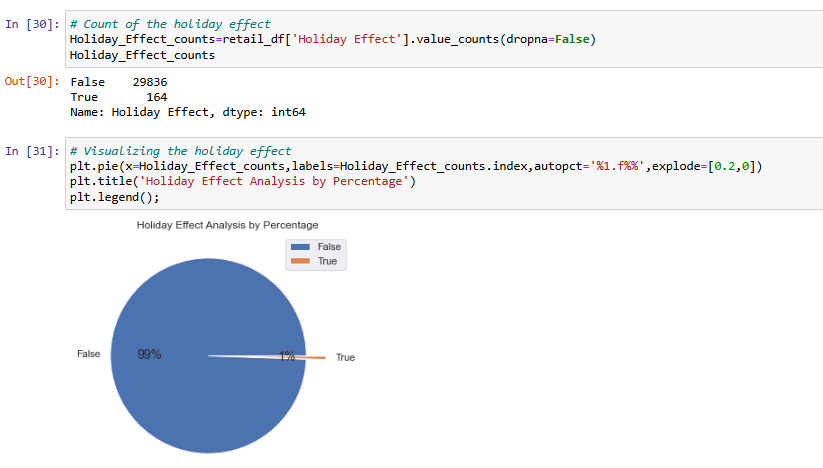 In [30]: # Count of the holiday effect
Holiday_Effect_counts=retail_df['Holiday Effect'].value_counts(dropna=False)
Holiday_Effect_counts
Out[30]: False    29836
True       164
Name: Holiday Effect, dtype: int64
In [31]: # Visualizing the holiday effect
plt.pie(x=Holiday_Effect_counts,labels=Holiday_Effect_counts.index,autopct='%1.f%%',explode=[0.2,0])
plt.title('Holiday Effect Analysis by Percentage')
plt.legend();
Holiday Effect Analysis by Percentage
False
True
False 99% 1% True